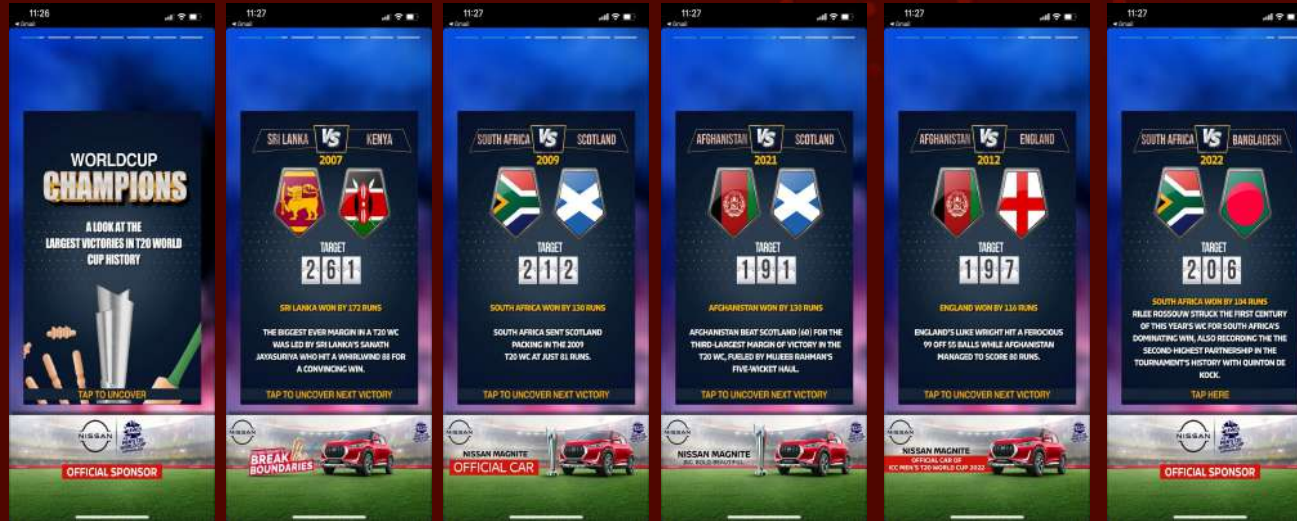 11:26
Gmail
WORLDCUP
CHAMPIONS
A LOOK AT THE
LARGEST VICTORIES IN T20 WORLD
CUP HISTORY
TAP TO UNCOVER
NISSAN
OFFICIAL SPONSOR
11:27
Gmail
SRI LANKA VS KENYA
2007
TARGET
261
SRI LANKA WON BY 172 RUNS
THE BIGGEST EVER MARGIN IN A T20 WC
WAS LED BY SRI LANKA'S SANATH
JAYASURIYA WHO HIT A WHIRLWIND 88 FOR
A CONVINCING WIN.
TAP TO UNCOVER NEXT VICTORY
NISSAN
BREAK the
BOUNDARIES
11:27
Gmail
SOUTH AFRICA VS SCOTLAND
2009
TARGET
212
SOUTH AFRICA WON BY 130 RUNS
SOUTH AFRICA SENT SCOTLAND
PACKING IN THE 2009
T20 WC AT JUST 81 RUNS.
TAP TO UNCOVER NEXT VICTORY
NISSAN
NISSAN MAGNITE
OFFICIAL CAR
11:27
Gmail
AFGHANISTAN VS SCOTLAND
2021
TARGET
191
AFGHANISTAN WON BY 130 RUNS
AFGHANISTAN BEAT SCOTLAND (60) FOR THE
THIRD-LARGEST MARGIN OF VICTORY IN THE
T20 WC, FUELED BY MUJEEB RAHMAN'S
FIVE-WICKET HAUL.
TAP TO UNCOVER NEXT VICTORY
NISSAN
NISSAN MAGNITE
BIG. BOLD. BEAUTIFUL.
11:27
Gmail
AFGHANISTAN VS ENGLAND
2012
TARGET
197
ENGLAND WON BY 116 RUNS
ENGLAND'S LUKE WRIGHT HIT A FEROCIOUS
99 OFF 55 BALLS WHILE AFGHANISTAN
MANAGED TO SCORE 80 RUNS.
TAP TO UNCOVER NEXT VICTORY
NISSAN
NISSAN MAGNITE
OFFICIAL CAR OF
ICC MEN'S T20 WORLD CUP 2022
11:27
Gmail
SOUTH AFRICA VS BANGLADESH
2022
TARGET
206
SOUTH AFRICA WON BY 104 RUNS
RILEE ROSSOUW STRUCK THE FIRST CENTURY
OF THIS YEAR'S WC FOR SOUTH AFRICA'S
DOMINATING WIN, ALSO RECORDING THE THE
SECOND-HIGHEST PARTNERSHIP IN THE
TOURNAMENT'S HISTORY WITH QUINTON DE
KOCK.
TAP HERE
NISSAN
OFFICIAL SPONSOR